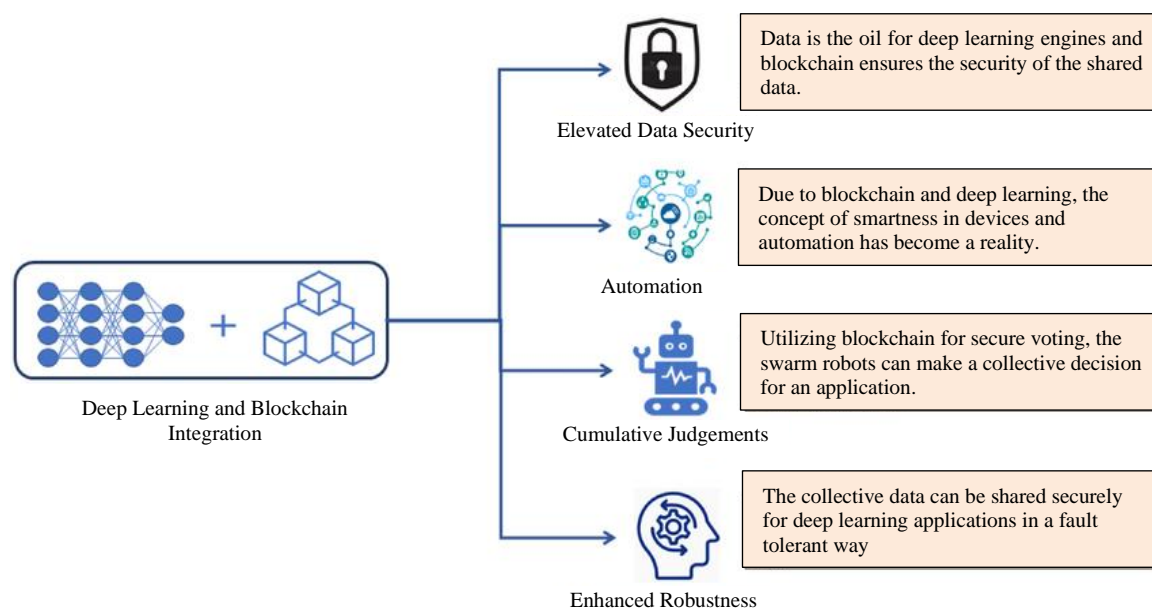 Data is the oil for deep learning engines and
blockchain ensures the security of the shared
data.
Elevated Data Security
Due to blockchain and deep learning, the
concept of smartness in devices and
automation has become a reality.
Automation
Utilizing blockchain for secure voting, the
swarm robots can make a collective decision
for an application.
Cumulative Judgements
Deep Learning and Blockchain
Integration
The collective data can be shared securely
for deep learning applications in a fault
tolerant way
Enhanced Robustness